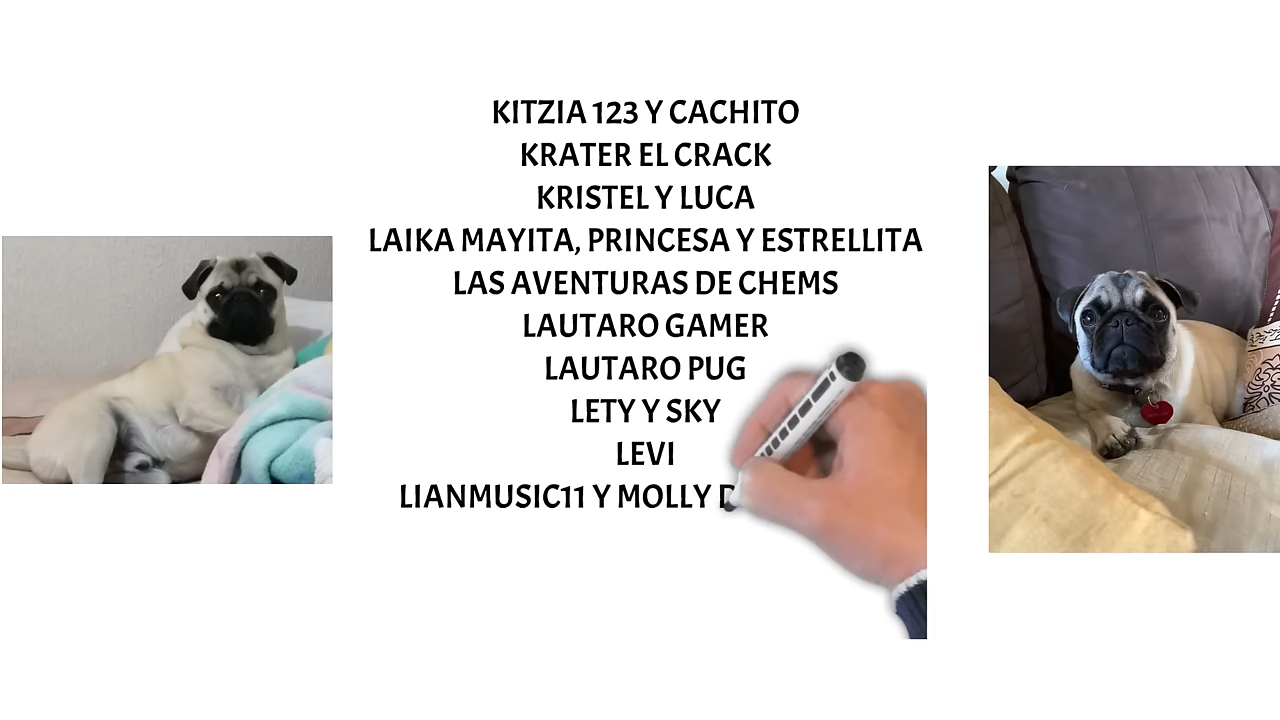 KITZIA 123 Y CACHITO
KRATER EL CRACK
KRISTEL Y LUCA
LAIKA MAYITA, PRINCESA Y ESTRELLITA
LAS AVENTURAS DE CHEMS
LAUTARO GAMER
LAUTARO PUG
LETY Y SKY
LEVI
LIANMUSIC11 Y MOLLY